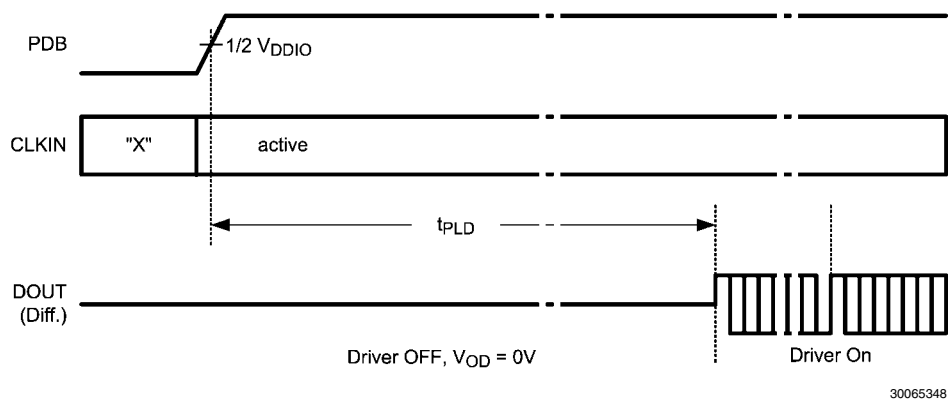 PDB
1/2 VDDIO
CLKIN
"X"
active
tPLD
DOUT
(Diff.)
Driver OFF, VOD = 0V
Driver On
30065348